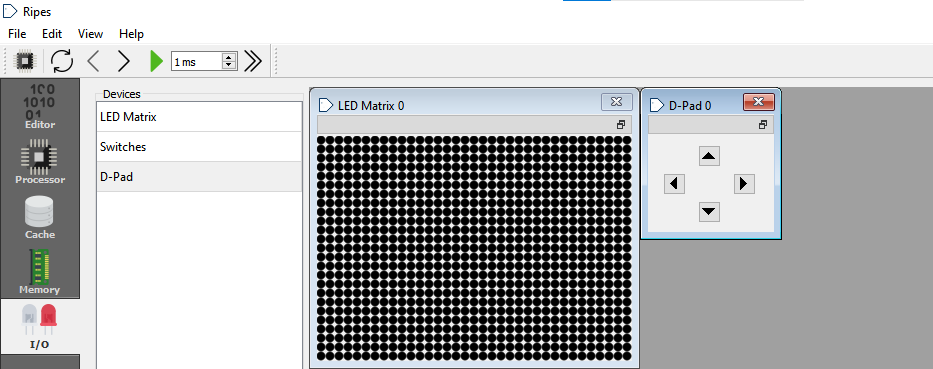 Ripes
File Edit View Help
1 ms
Devices
LED Matrix
Switches
D-Pad
LED Matrix 0
D-Pad 0
100
1010
01
Editor
Processor
Cache
Memory
I/O